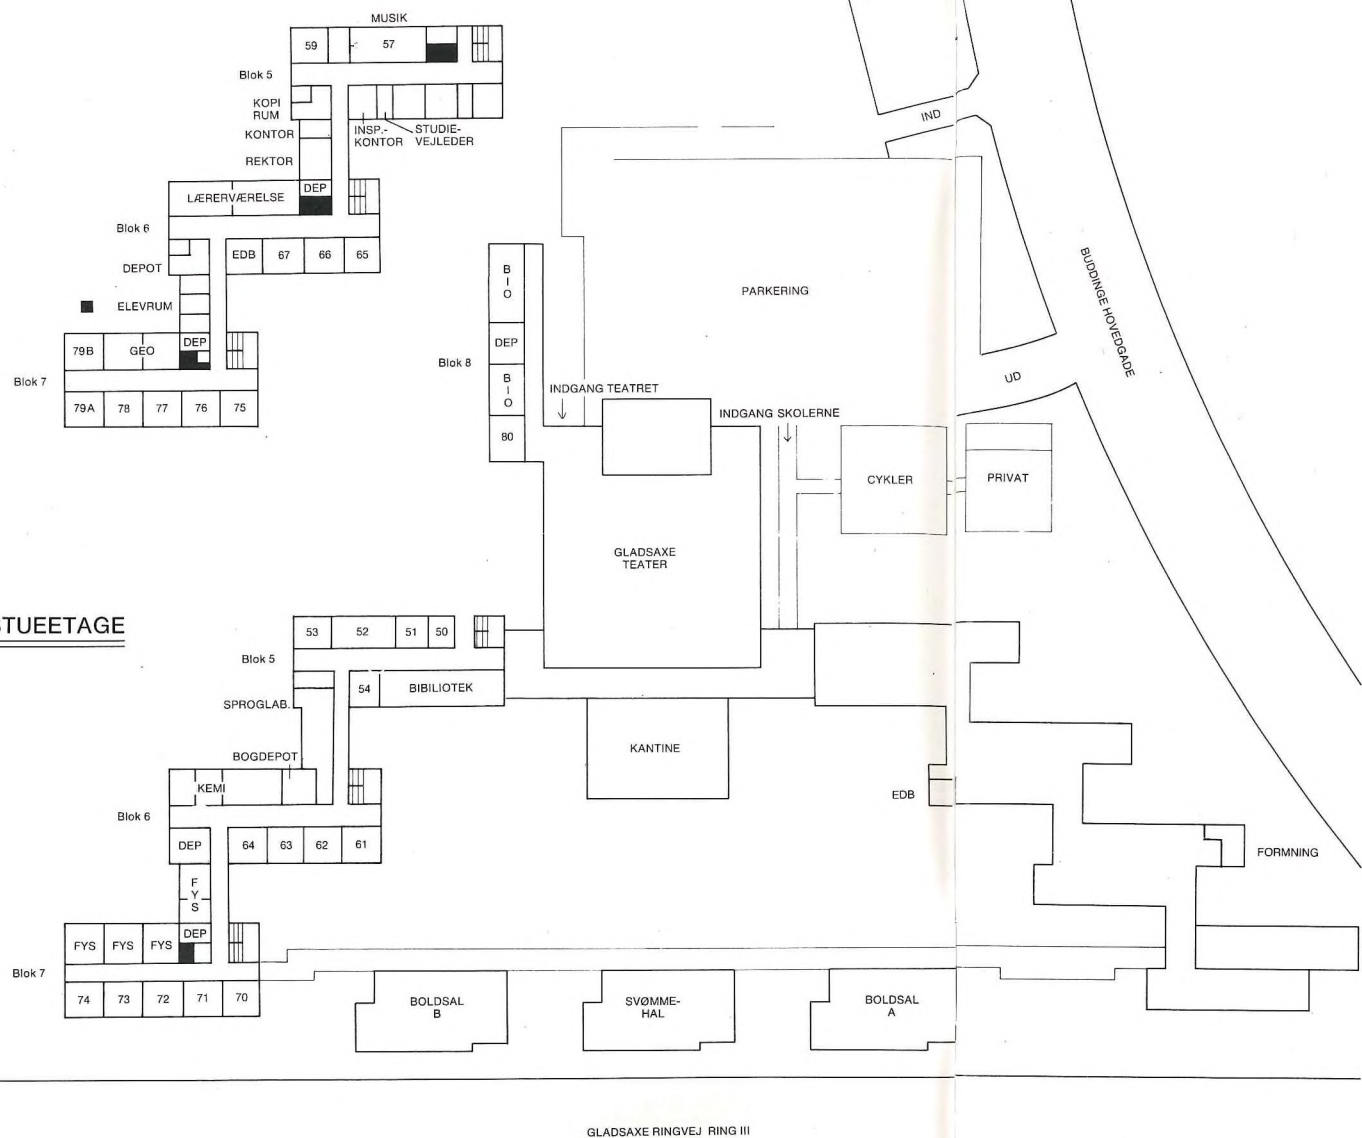 MUSIK
59
57
Blok 5
KOPI
RUM
KONTOR
REKTOR
INSP.-
KONTOR
STUDIE-
VEJLEDER
LÆRERVÆRELSE
DEP
Blok 6
DEPOT
EDB
67
66
65
ELEVRUM
79B
GEO
DEP
Blok 7
79A
78
77
76
75
IND
BUDDINGE HOVEDGADE
PARKERING
UD
Blok 8
BIO
DEP
BIO
80
INDGANG TEATRET
INDGANG SKOLERNE
CYKLER
PRIVAT
GLADSAXE
TEATER
STUEETAGE
53
52
51
50
Blok 5
54
BIBILIOTEK
SPROGLAB.
BOGDEPOT
KANTINE
KEMI
Blok 6
EDB
DEP
64
63
62
61
FORMNING
FYS
FYS
FYS
FYS
DEP
Blok 7
74
73
72
71
70
BOLDSAL
B
SVØMME-
HAL
BOLDSAL
A
GLADSAXE RINGVEJ RING III